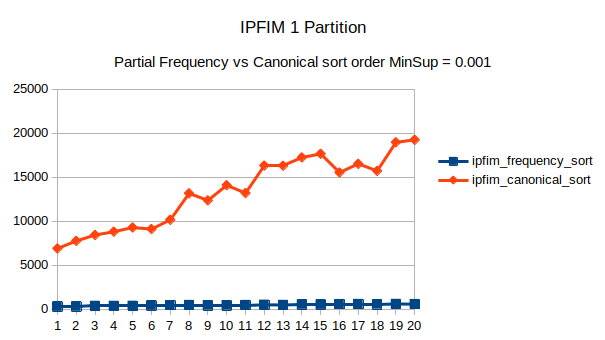 IPFIM 1 Partition
Partial Frequency vs Canonical sort order MinSup = 0.001
25000
20000
15000
10000
5000
0
1 2 3 4 5 6 7 8 9 10 11 12 13 14 15 16 17 18 19 20
ipfim_frequency_sort
ipfim_canonical_sort